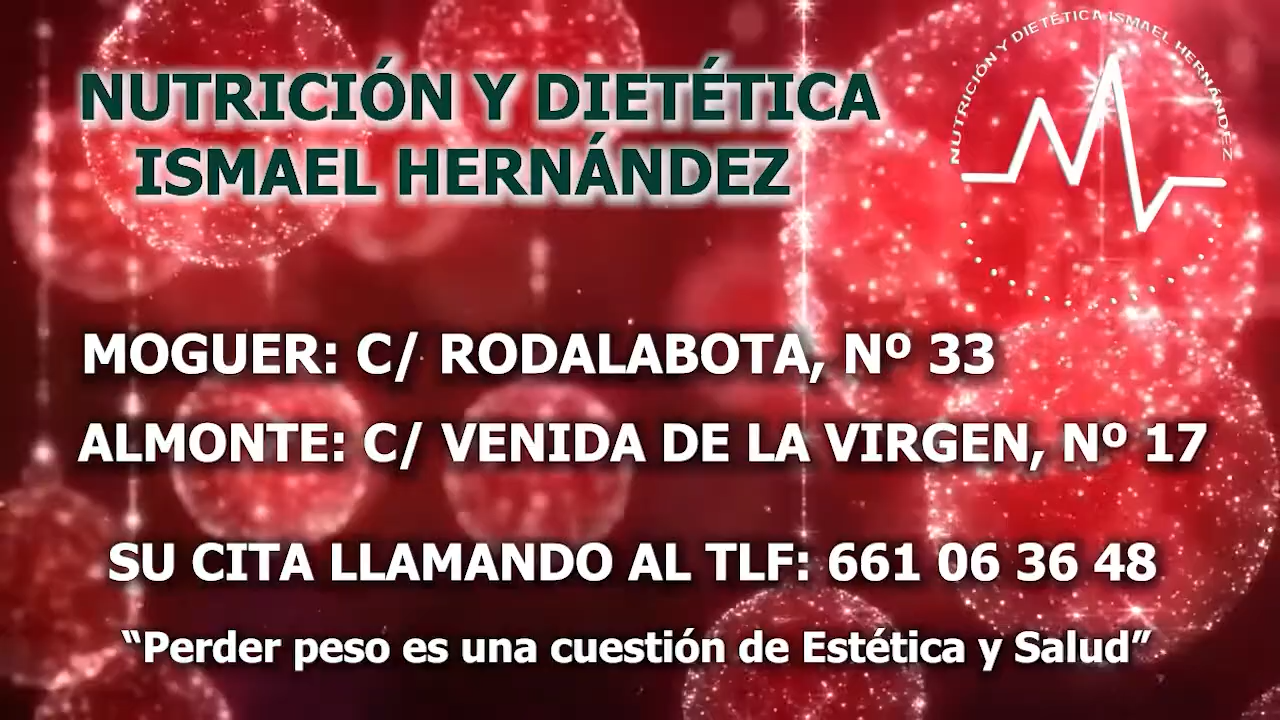 NUTRICIÓN Y DIETÉTICA
ISMAEL HERNÁNDEZ
NUTRICIÓN Y DIETÉTICA ISMAEL HERNÁNDEZ
MOGUER: C/ RODALABOTA, Nº 33
ALMONTE: C/ VENIDA DE LA VIRGEN, Nº 17
SU CITA LLAMANDO AL TLF: 661 06 36 48
“Perder peso es una cuestión de Estética y Salud”